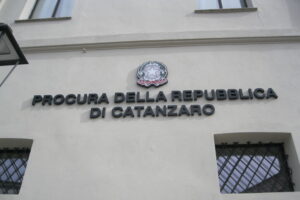 PROCURA DELLA REPUBBLICA
DI CATANZARO